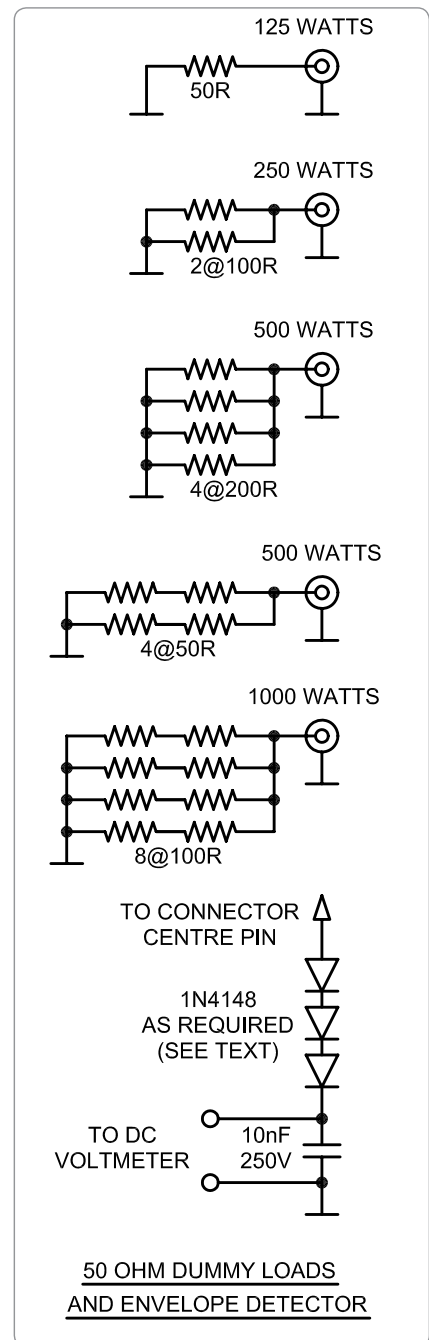 125 WATTS
50R
250 WATTS
2@100R
500 WATTS
4@200R
500 WATTS
4@50R
1000 WATTS
8@100R
TO CONNECTOR
CENTRE PIN
1N4148
AS REQUIRED
(SEE TEXT)
TO DC
VOLTMETER
10nF
250V
50 OHM DUMMY LOADS
AND ENVELOPE DETECTOR